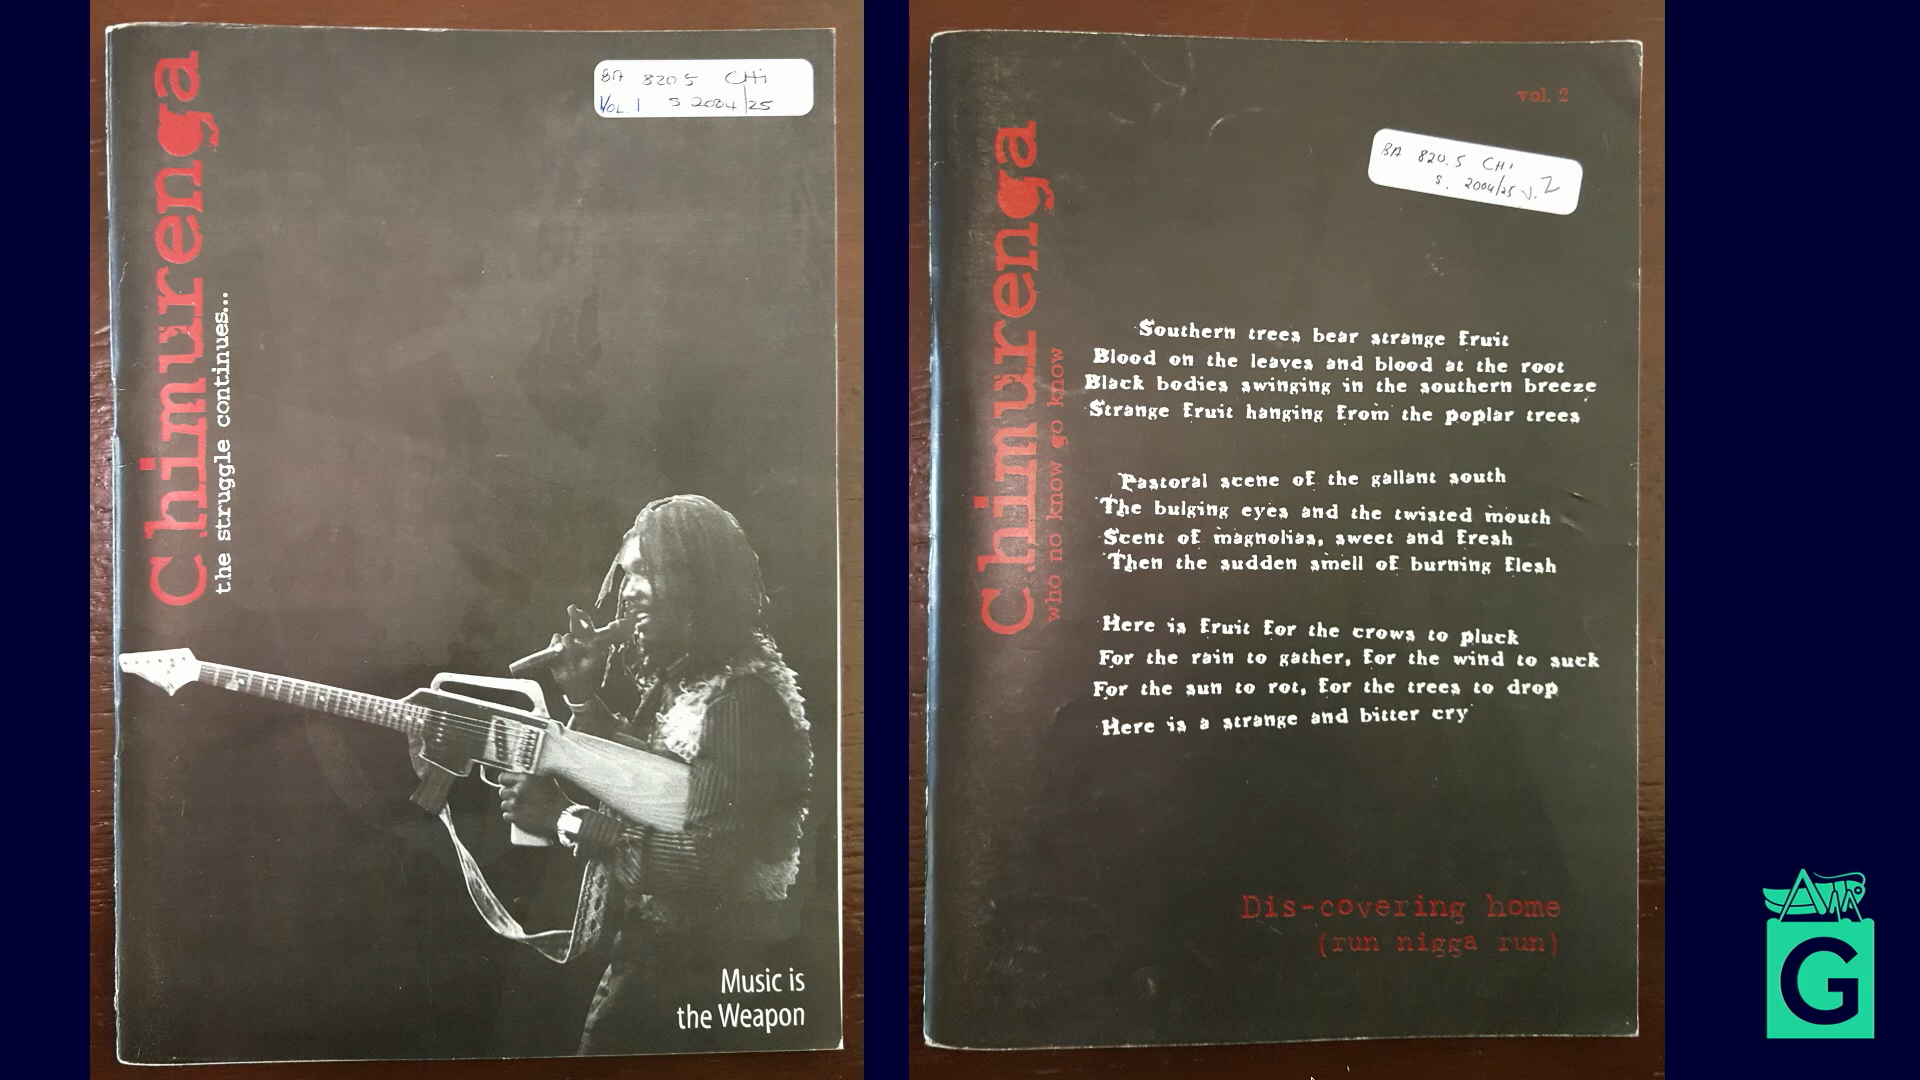 Chimurenga
the struggle continues...
BA 820 5 CHi
VOL. 1 S 2004/25
Music is
the Weapon
Chimurenga
who no know go know
vol. 2
BA 820.5 CHi
S. 2004/25 v. 2
Southern trees bear strange fruit
Blood on the leaves and blood at the root
Black bodies swinging in the southern breeze
Strange fruit hanging from the poplar trees
Pastoral scene of the gallant south
The bulging eyes and the twisted mouth
Scent of magnolias, sweet and fresh
Then the sudden smell of burning flesh
Here is fruit for the crows to pluck
For the rain to gather, for the wind to suck
For the sun to rot, for the trees to drop
Here is a strange and bitter cry
Dis-covering home
(run nigga run)
G